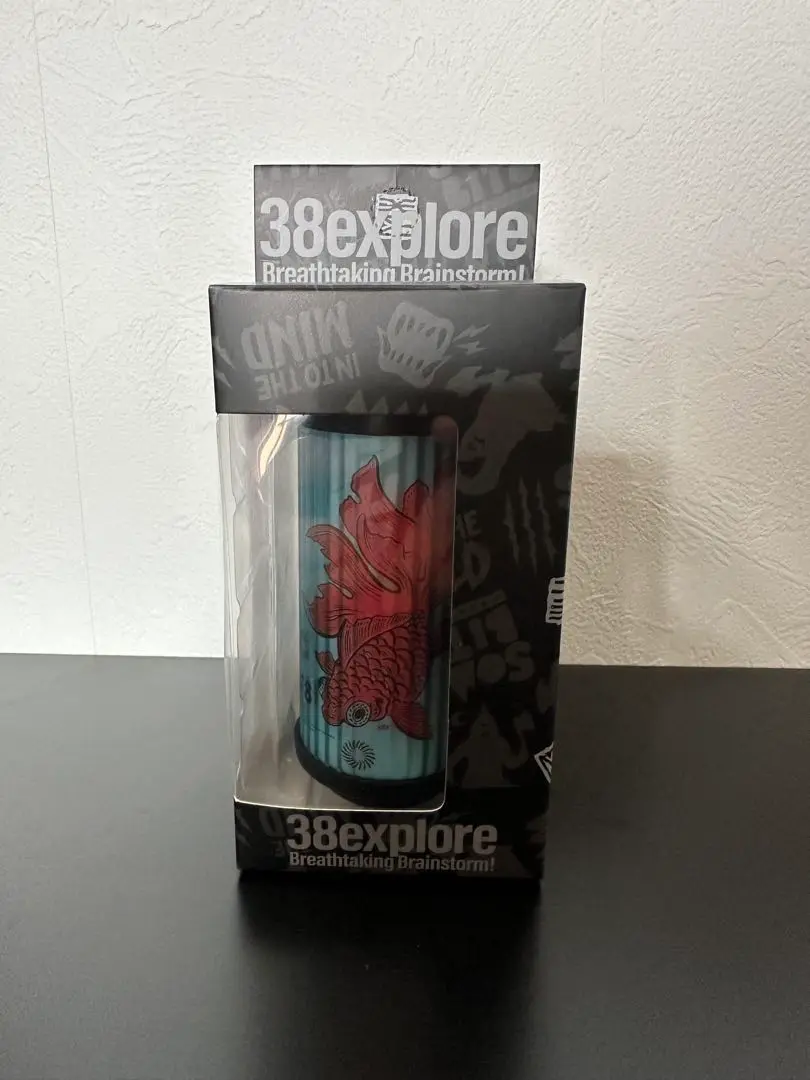 38explore
Breathtaking Brainstorm!
INTO THE
MIND
38explore
Breathtaking Brainstorm!